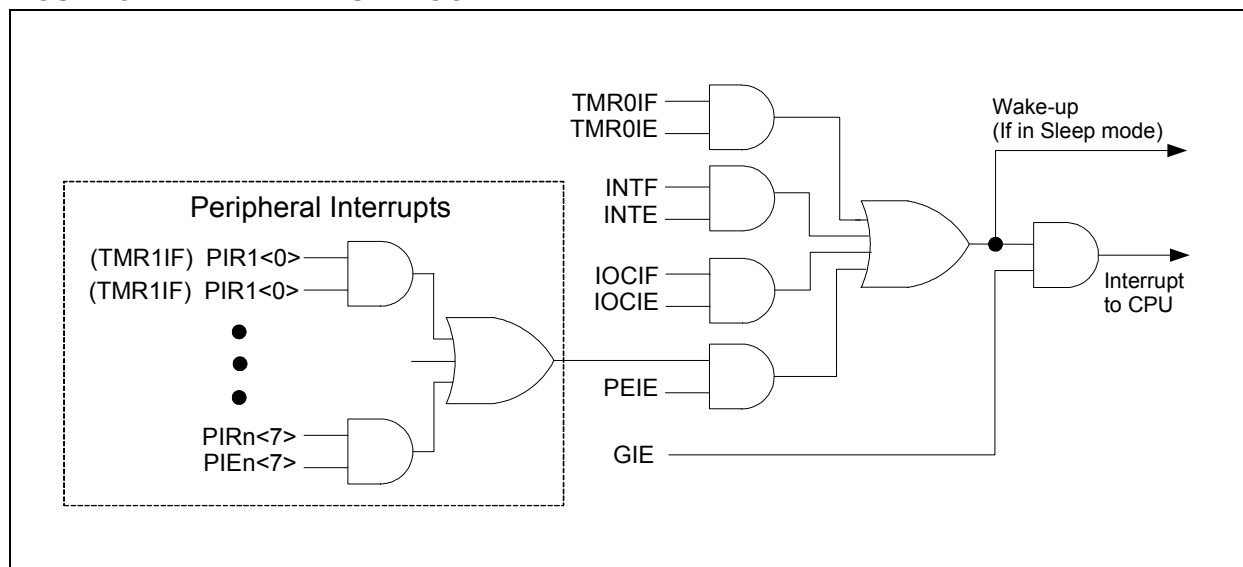 TMR0IF
TMR0IE
Wake-up
(If in Sleep mode)
INTF
INTE
Peripheral Interrupts
(TMR1IF) PIR1<0>
(TMR1IF) PIR1<0>
IOCIF
IOCIE
Interrupt
to CPU
PEIE
PIRn<7>
PIEn<7>
GIE